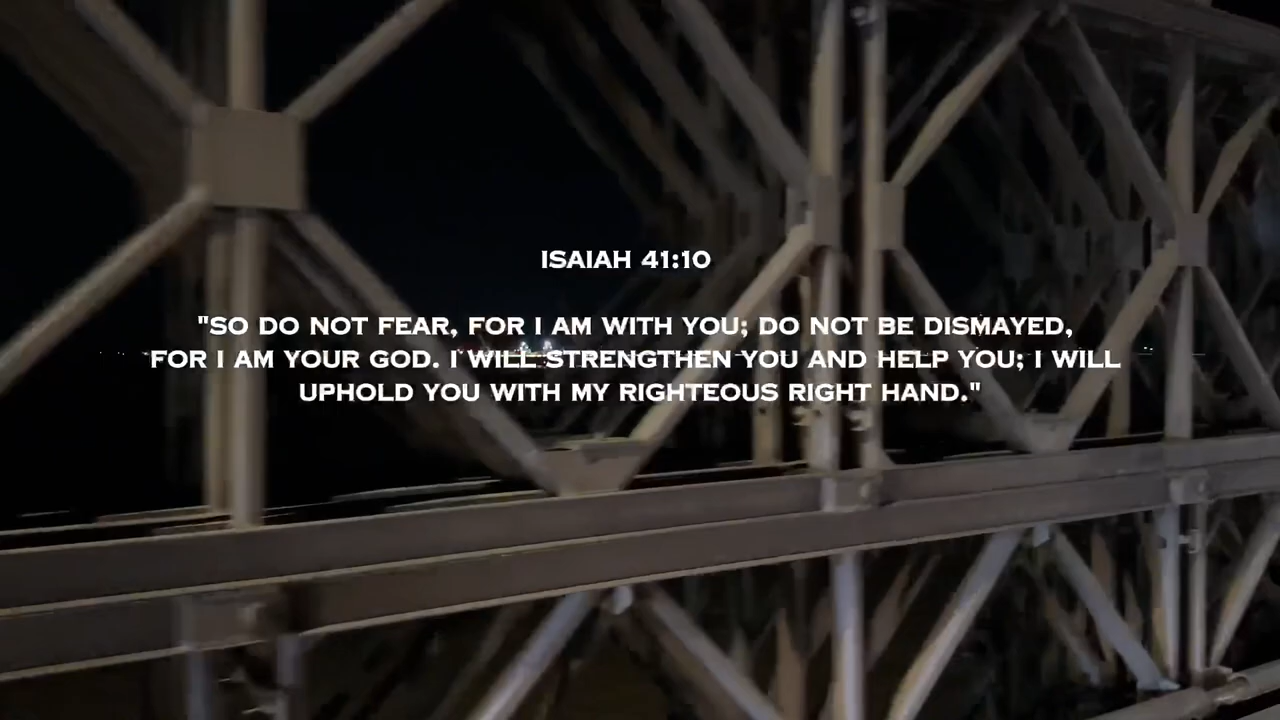 ISAIAH 41:10
"SO DO NOT FEAR, FOR I AM WITH YOU; DO NOT BE DISMAYED,
FOR I AM YOUR GOD. I WILL STRENGTHEN YOU AND HELP YOU; I WILL
UPHOLD YOU WITH MY RIGHTEOUS RIGHT HAND."